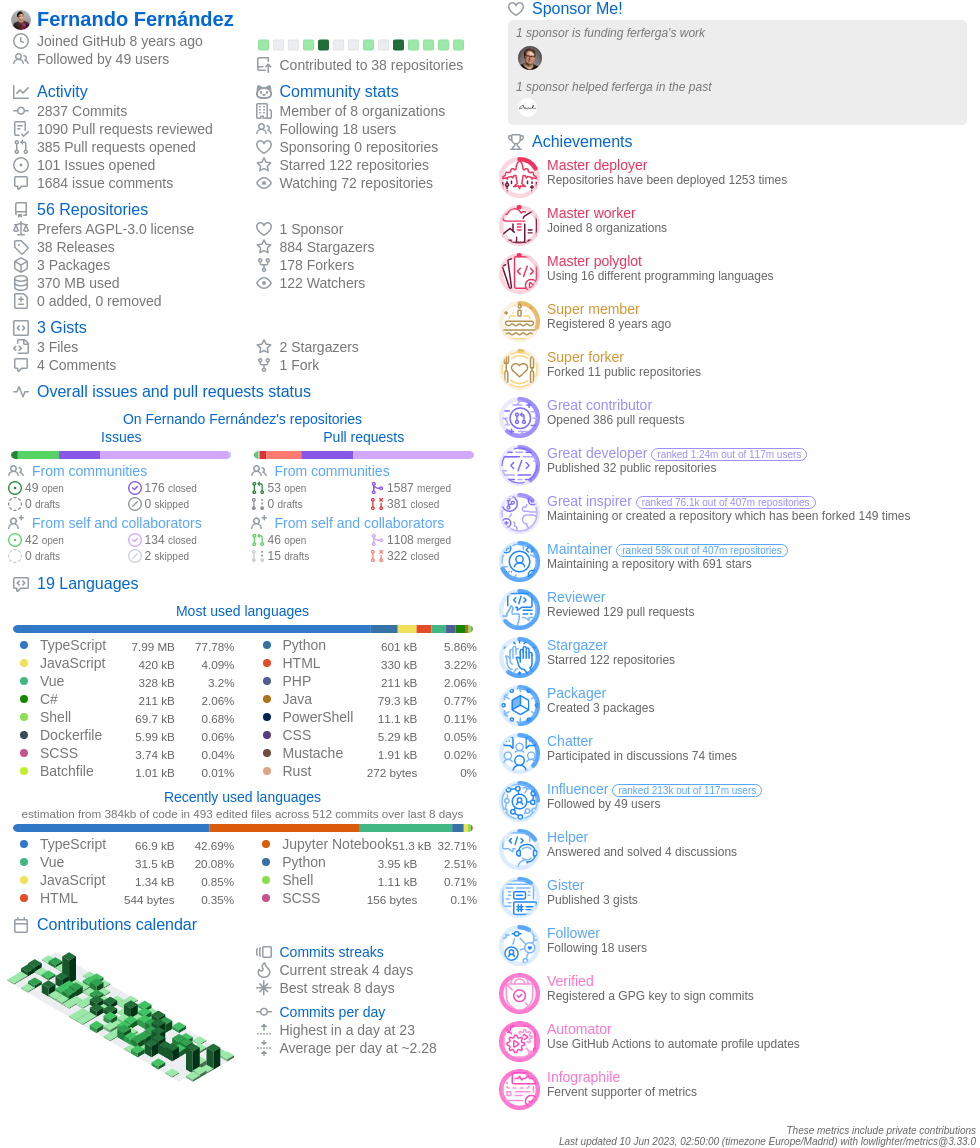 Fernando Fernández
Joined GitHub 8 years ago
Followed by 49 users
Contributed to 38 repositories
Activity
2837 Commits
1090 Pull requests reviewed
385 Pull requests opened
101 Issues opened
1684 issue comments
Community stats
Member of 8 organizations
Following 18 users
Sponsoring 0 repositories
Starred 122 repositories
Watching 72 repositories
56 Repositories
Prefers AGPL-3.0 license
38 Releases
3 Packages
370 MB used
0 added, 0 removed
1 Sponsor
884 Stargazers
178 Forkers
122 Watchers
3 Gists
3 Files
4 Comments
2 Stargazers
1 Fork
Overall issues and pull requests status
On Fernando Fernández's repositories
Issues
From communities
49 open 176 closed
0 drafts 0 skipped
From self and collaborators
42 open 134 closed
0 drafts 2 skipped
Pull requests
From communities
53 open 1587 merged
0 drafts 381 closed
From self and collaborators
46 open 1108 merged
15 drafts 322 closed
19 Languages
Most used languages
TypeScript 7.99 MB 77.78% Python 601 kB 5.86%
JavaScript 420 kB 4.09% HTML 330 kB 3.22%
Vue 328 kB 3.2% PHP 211 kB 2.06%
C# 211 kB 2.06% Java 79.3 kB 0.77%
Shell 69.7 kB 0.68% PowerShell 11.1 kB 0.11%
Dockerfile 5.99 kB 0.06% CSS 5.29 kB 0.05%
SCSS 3.74 kB 0.04% Mustache 1.91 kB 0.02%
Batchfile 1.01 kB 0.01% Rust 272 bytes 0%
Recently used languages
estimation from 384kb of code in 493 edited files across 512 commits over last 8 days
TypeScript 66.9 kB 42.69% Jupyter Notebook 51.3 kB 32.71%
Vue 31.5 kB 20.08% Python 3.95 kB 2.51%
JavaScript 1.34 kB 0.85% Shell 1.11 kB 0.71%
HTML 544 bytes 0.35% SCSS 156 bytes 0.1%
Contributions calendar
Commits streaks
Current streak 4 days
Best streak 8 days
Commits per day
Highest in a day at 23
Average per day at ~2.28
Sponsor Me!
1 sponsor is funding ferferga's work
1 sponsor helped ferferga in the past
Achievements
Master deployer
Repositories have been deployed 1253 times
Master worker
Joined 8 organizations
Master polyglot
Using 16 different programming languages
Super member
Registered 8 years ago
Super forker
Forked 11 public repositories
Great contributor
Opened 386 pull requests
Great developer ranked 1.24m out of 117m users
Published 32 public repositories
Great inspirer ranked 76.1k out of 407m repositories
Maintaining or created a repository which has been forked 149 times
Maintainer ranked 59k out of 407m repositories
Maintaining a repository with 691 stars
Reviewer
Reviewed 129 pull requests
Stargazer
Starred 122 repositories
Packager
Created 3 packages
Chatter
Participated in discussions 74 times
Influencer ranked 213k out of 117m users
Followed by 49 users
Helper
Answered and solved 4 discussions
Gister
Published 3 gists
Follower
Following 18 users
Verified
Registered a GPG key to sign commits
Automator
Use GitHub Actions to automate profile updates
Infographile
Fervent supporter of metrics
These metrics include private contributions
Last updated 10 Jun 2023, 02:50:00 (timezone Europe/Madrid) with lowlighter/metrics@3.33.0